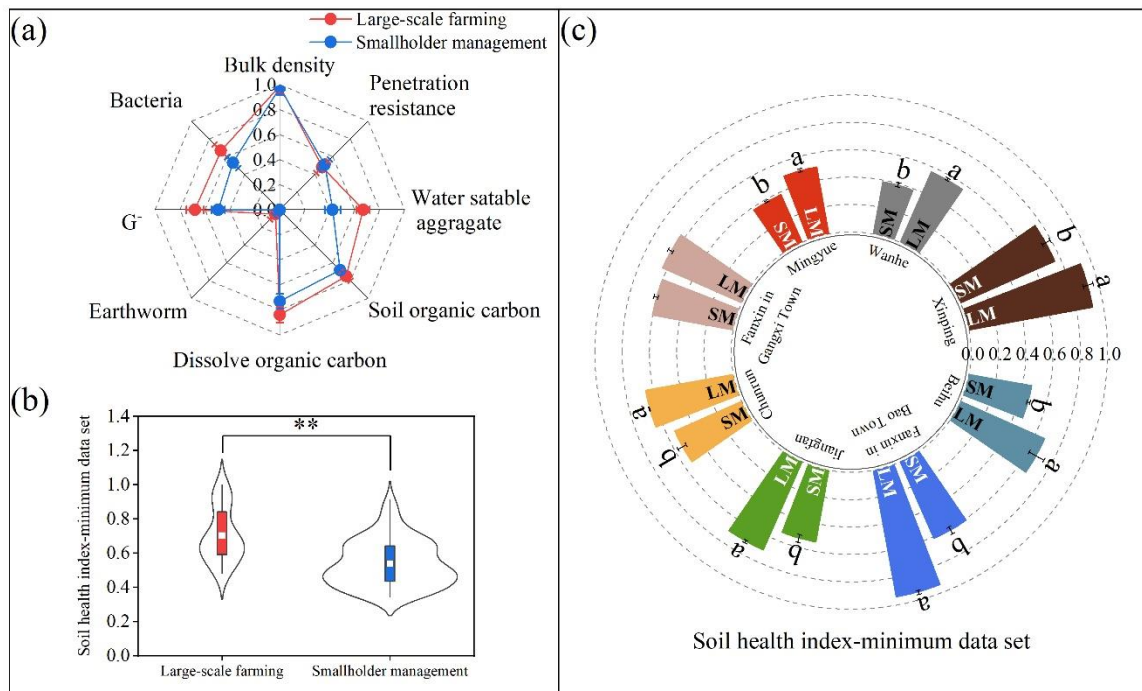 (a)
Large-scale farming
Smallholder management
Bulk density
Penetration
resistance
Water satable
aggragate
Soil organic carbon
Dissolve organic carbon
Earthworm
G-
Bacteria
1.0
0.8
0.6
0.4
0.2
0.0
(b)
Soil health index-minimum data set
1.4
1.2
1.0
0.8
0.6
0.4
0.2
0.0
**
Large-scale farming
Smallholder management
(c)
b
a
SM
LM
Mingyue
b
a
SM
LM
Wanhe
b
a
SM
LM
Xinping
0.0 0.2 0.4 0.6 0.8 1.0
SM
LM
b
a
Beihu
SM
LM
b
a
Fanxin in
Bao Town
LM
SM
a
b
Jiangfan
LM
SM
a
b
Chunrun
LM
SM
Fanxin in
Gangxi Town
Soil health index-minimum data set